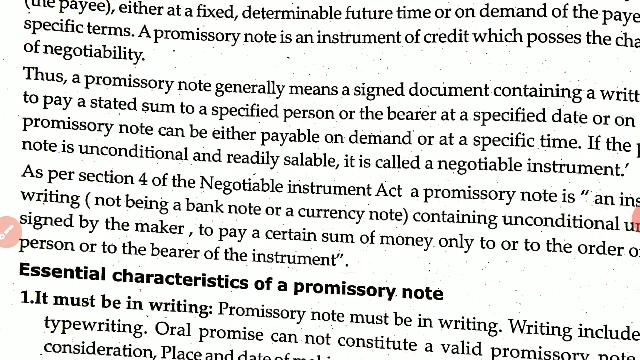 (the payee), either at a fixed, determinable future time or on demand of the
specific terms. A promissory note is an instrument of credit which posses the
of negotiability.
Thus, a promissory note generally means a signed document containing a
to pay a stated sum to a specified person or the bearer at a specified date or on
promissory note can be either payable on demand or at a specific time. If the
note is unconditional and readily salable, it is called a negotiable instrument.'
As per section 4 of the Negotiable instrument Act a promissory note is " an
writing ( not being a bank note or a currency note) containing unconditional
signed by the maker , to pay a certain sum of money only to or to the order
person or to the bearer of the instrument".
Essential characteristics of a promissory note
1.It must be in writing: Promissory note must be in writing. Writing include
typewriting. Oral promise can not constitute a valid promissory note
consideration, Place and date of